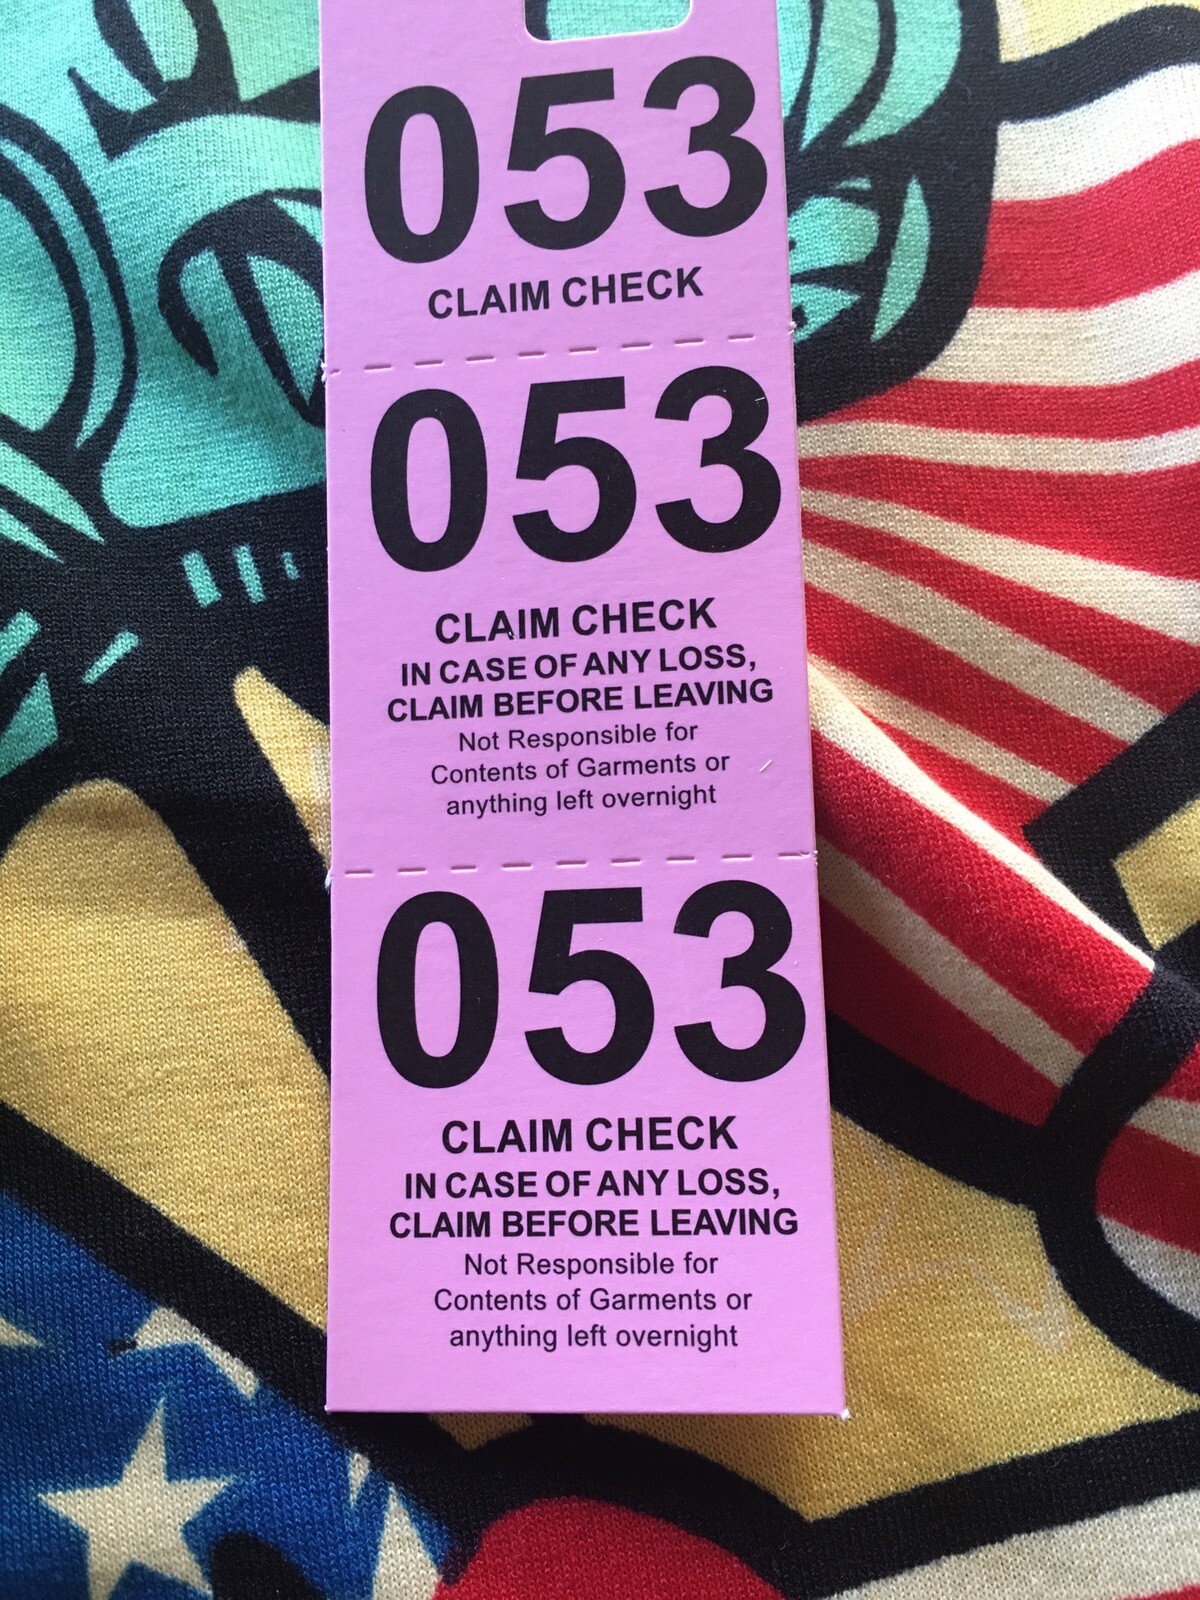 053
CLAIM CHECK
053
CLAIM CHECK
IN CASE OF ANY LOSS,
CLAIM BEFORE LEAVING
Not Responsible for
Contents of Garments or
anything left overnight
053
CLAIM CHECK
IN CASE OF ANY LOSS,
CLAIM BEFORE LEAVING
Not Responsible for
Contents of Garments or
anything left overnight